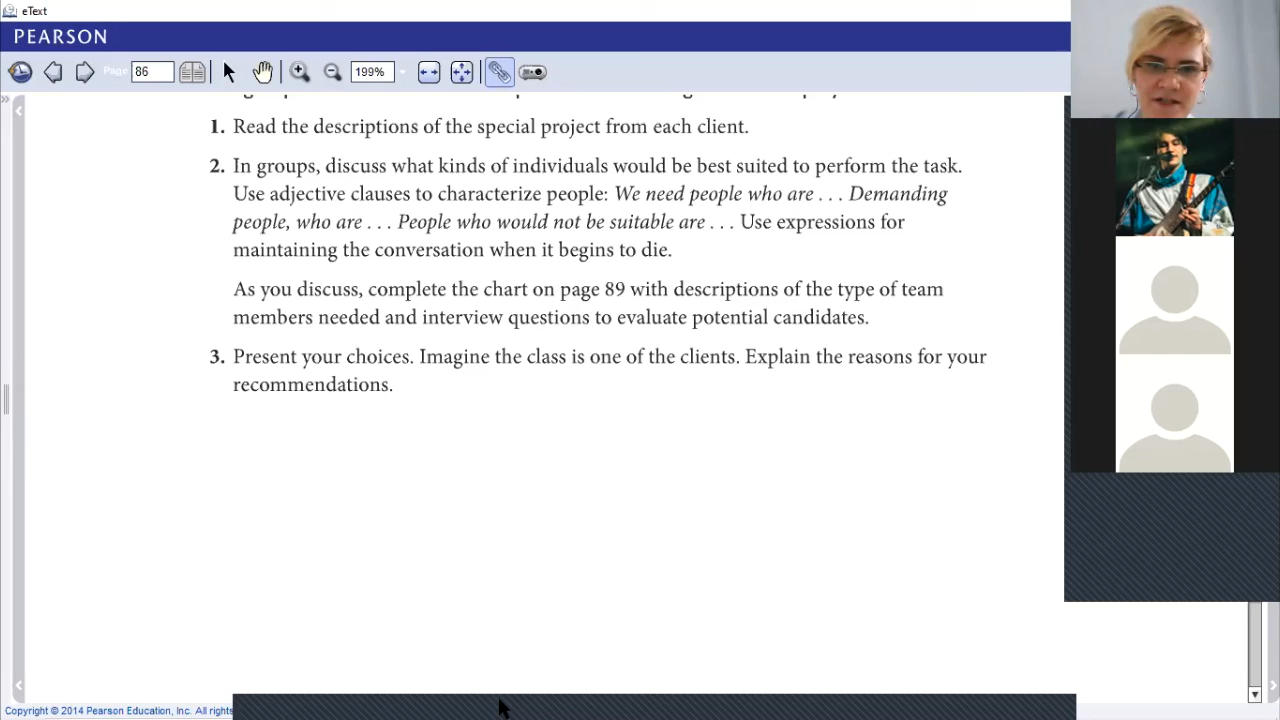 eText
PEARSON
Page 86 199%
1. Read the descriptions of the special project from each client.
2. In groups, discuss what kinds of individuals would be best suited to perform the task.
Use adjective clauses to characterize people: We need people who are . . . Demanding
people, who are . . . People who would not be suitable are . . . Use expressions for
maintaining the conversation when it begins to die.
As you discuss, complete the chart on page 89 with descriptions of the type of team
members needed and interview questions to evaluate potential candidates.
3. Present your choices. Imagine the class is one of the clients. Explain the reasons for your
recommendations.
Copyright © 2014 Pearson Education, Inc. All rights